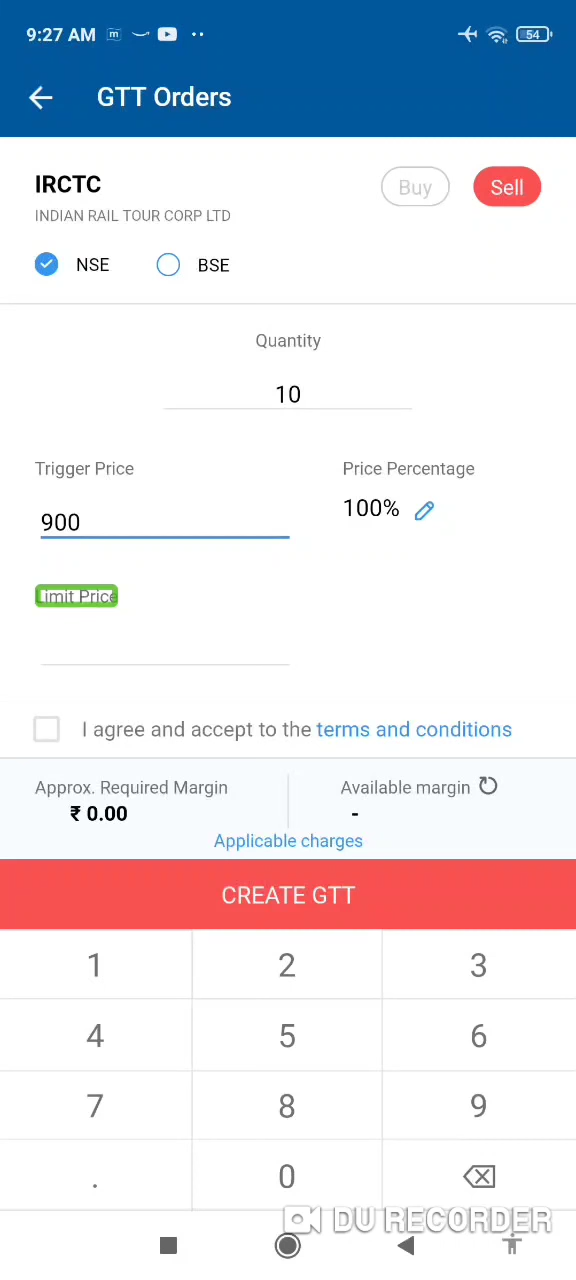 9:27 AM
54
GTT Orders
IRCTC
Buy
Sell
INDIAN RAIL TOUR CORP LTD
NSE
BSE
Quantity
10
Trigger Price
Price Percentage
900
100%
Limit Price
I agree and accept to the terms and conditions
Approx. Required Margin
Available margin
₹ 0.00
-
Applicable charges
CREATE GTT
1 2 3
4 5 6
7 8 9
. 0
DU RECORDER